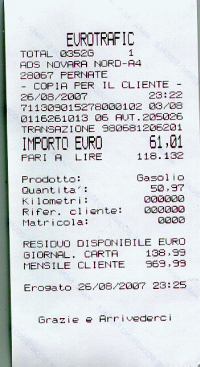 EUROTRAFIC
TOTAL 0352G 1
ADS NOVARA NORD-A4
28067 PERNATE
- COPIA PER IL CLIENTE -
26/08/2007 23:22
7113090152780001O2 03/08
0116261013 06 AUT.205026
TRANSAZIONE 980681206201
IMPORTO EURO 61,01
PARI A LIRE 118.132
Prodotto: Gasolio
Quantita': 50,97
Kilometri: 000000
Rifer. cliente: 000000
Matricola: 0000
RESIDUO DISPONIBILE EURO
GIORNAL. CARTA 138,99
MENSILE CLIENTE 969,99
Erogato 26/08/2007 23:25
Grazie e Arrivederci